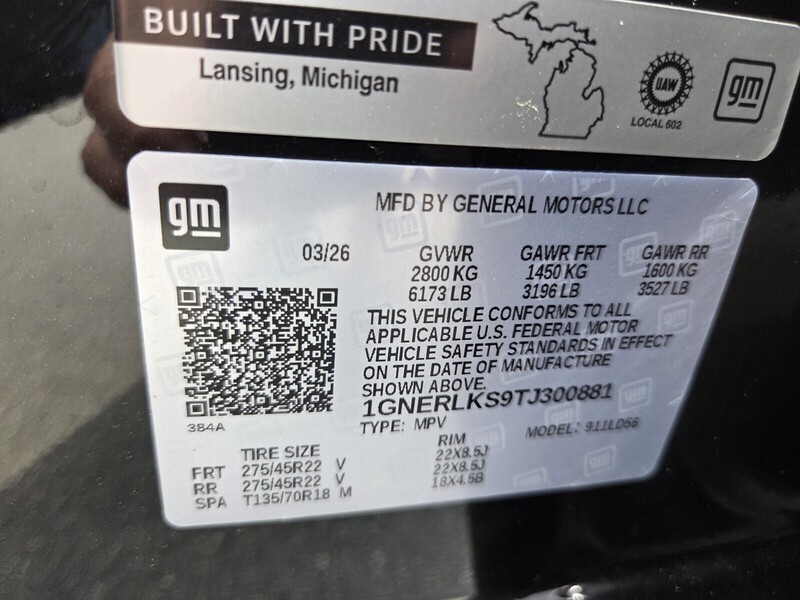 BUILT WITH PRIDE
Lansing, Michigan
UAW
LOCAL 602
gm
gm
MFD BY GENERAL MOTORS LLC
03/26 GVWR GAWR FRT GAWR RR
2800 KG 1450 KG 1600 KG
6173 LB 3196 LB 3527 LB
THIS VEHICLE CONFORMS TO ALL
APPLICABLE U.S. FEDERAL MOTOR
VEHICLE SAFETY STANDARDS IN EFFECT
ON THE DATE OF MANUFACTURE
SHOWN ABOVE.
1GNERLKS9TJ300881
384A
TYPE: MPV MODEL: 911LD56
TIRE SIZE RIM
FRT 275/45R22 V 22X8.5J
RR 275/45R22 V 22X8.5J
SPA T135/70R18 M 18X4.5B